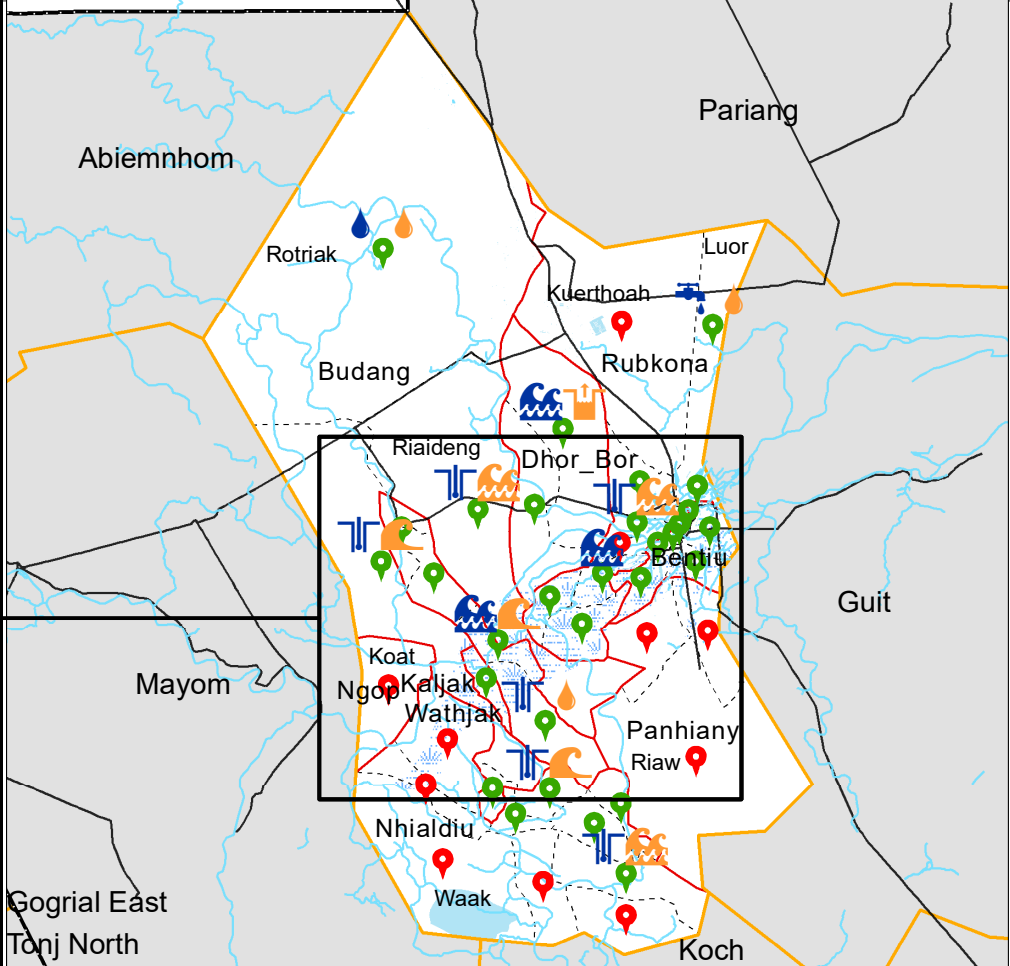 Pariang
Abiemnhom
Luor
Rotriak
Kuerthoah
Rubkona
Budang
Riaideng
Dhor_Bor
Bentiu
Guit
Koat
Mayom
Ngop
Kaljak
Wathjak
Panhiany
Riaw
Nhialdiu
Waak
Gogrial East
Tonj North
Koch